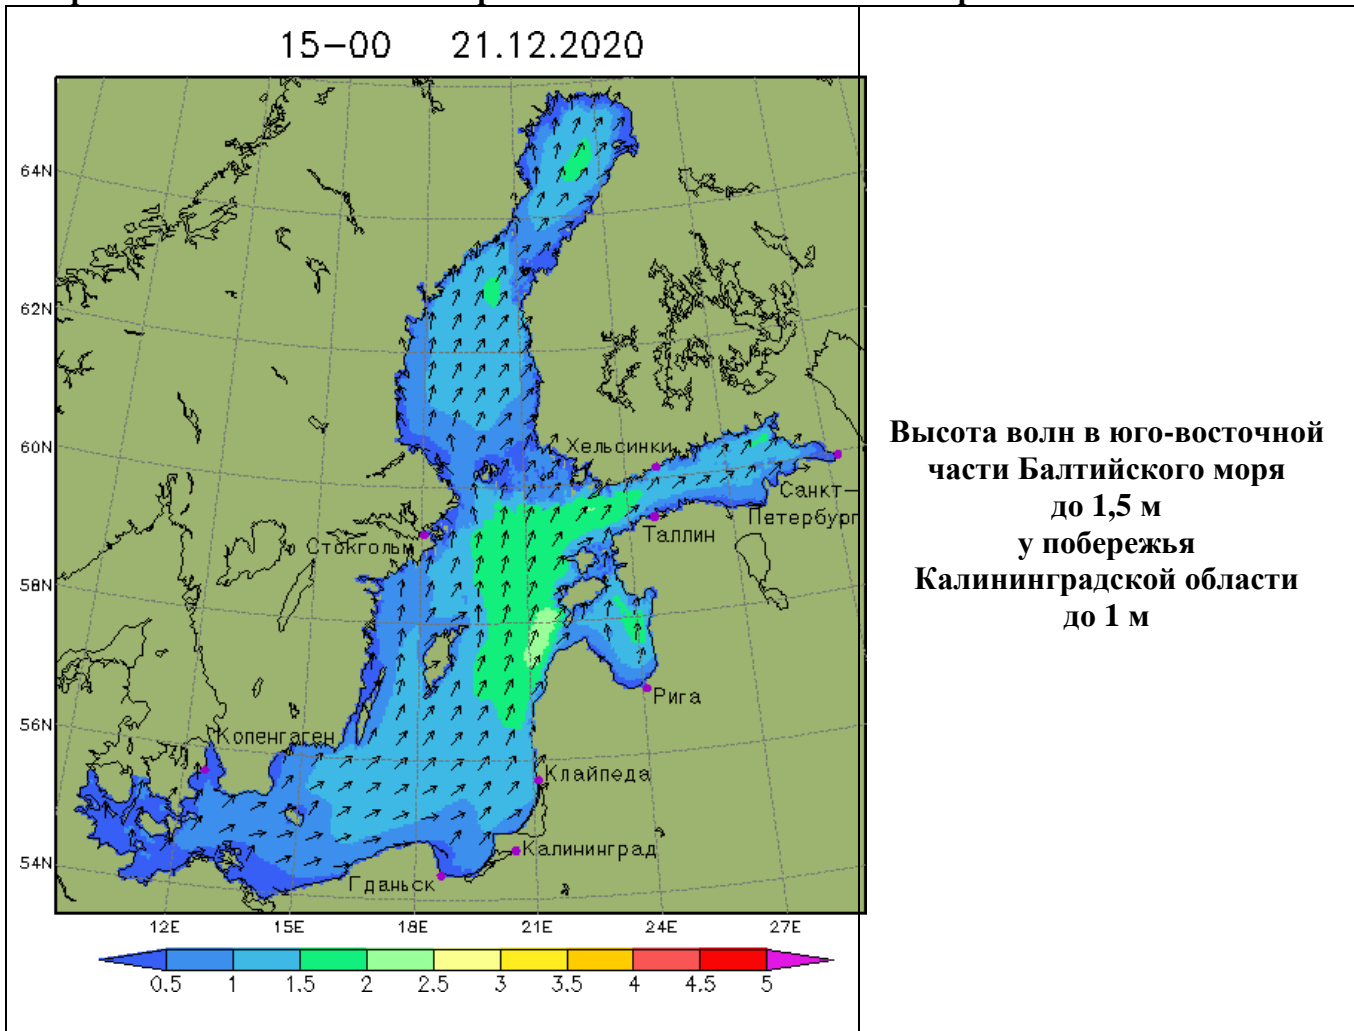 15-00 21.12.2020
64N
62N
60N
58N
56N
54N
Хельсинки
Санкт-
Петербург
Таллин
Стокгольм
Рига
Копенгаген
Клайпеда
Калининград
Гданьск
12E 15E 18E 21E 24E 27E
0.5 1 1.5 2 2.5 3 3.5 4 4.5 5
Высота волн в юго-восточной
части Балтийского моря
до 1,5 м
у побережья
Калининградской области
до 1 м